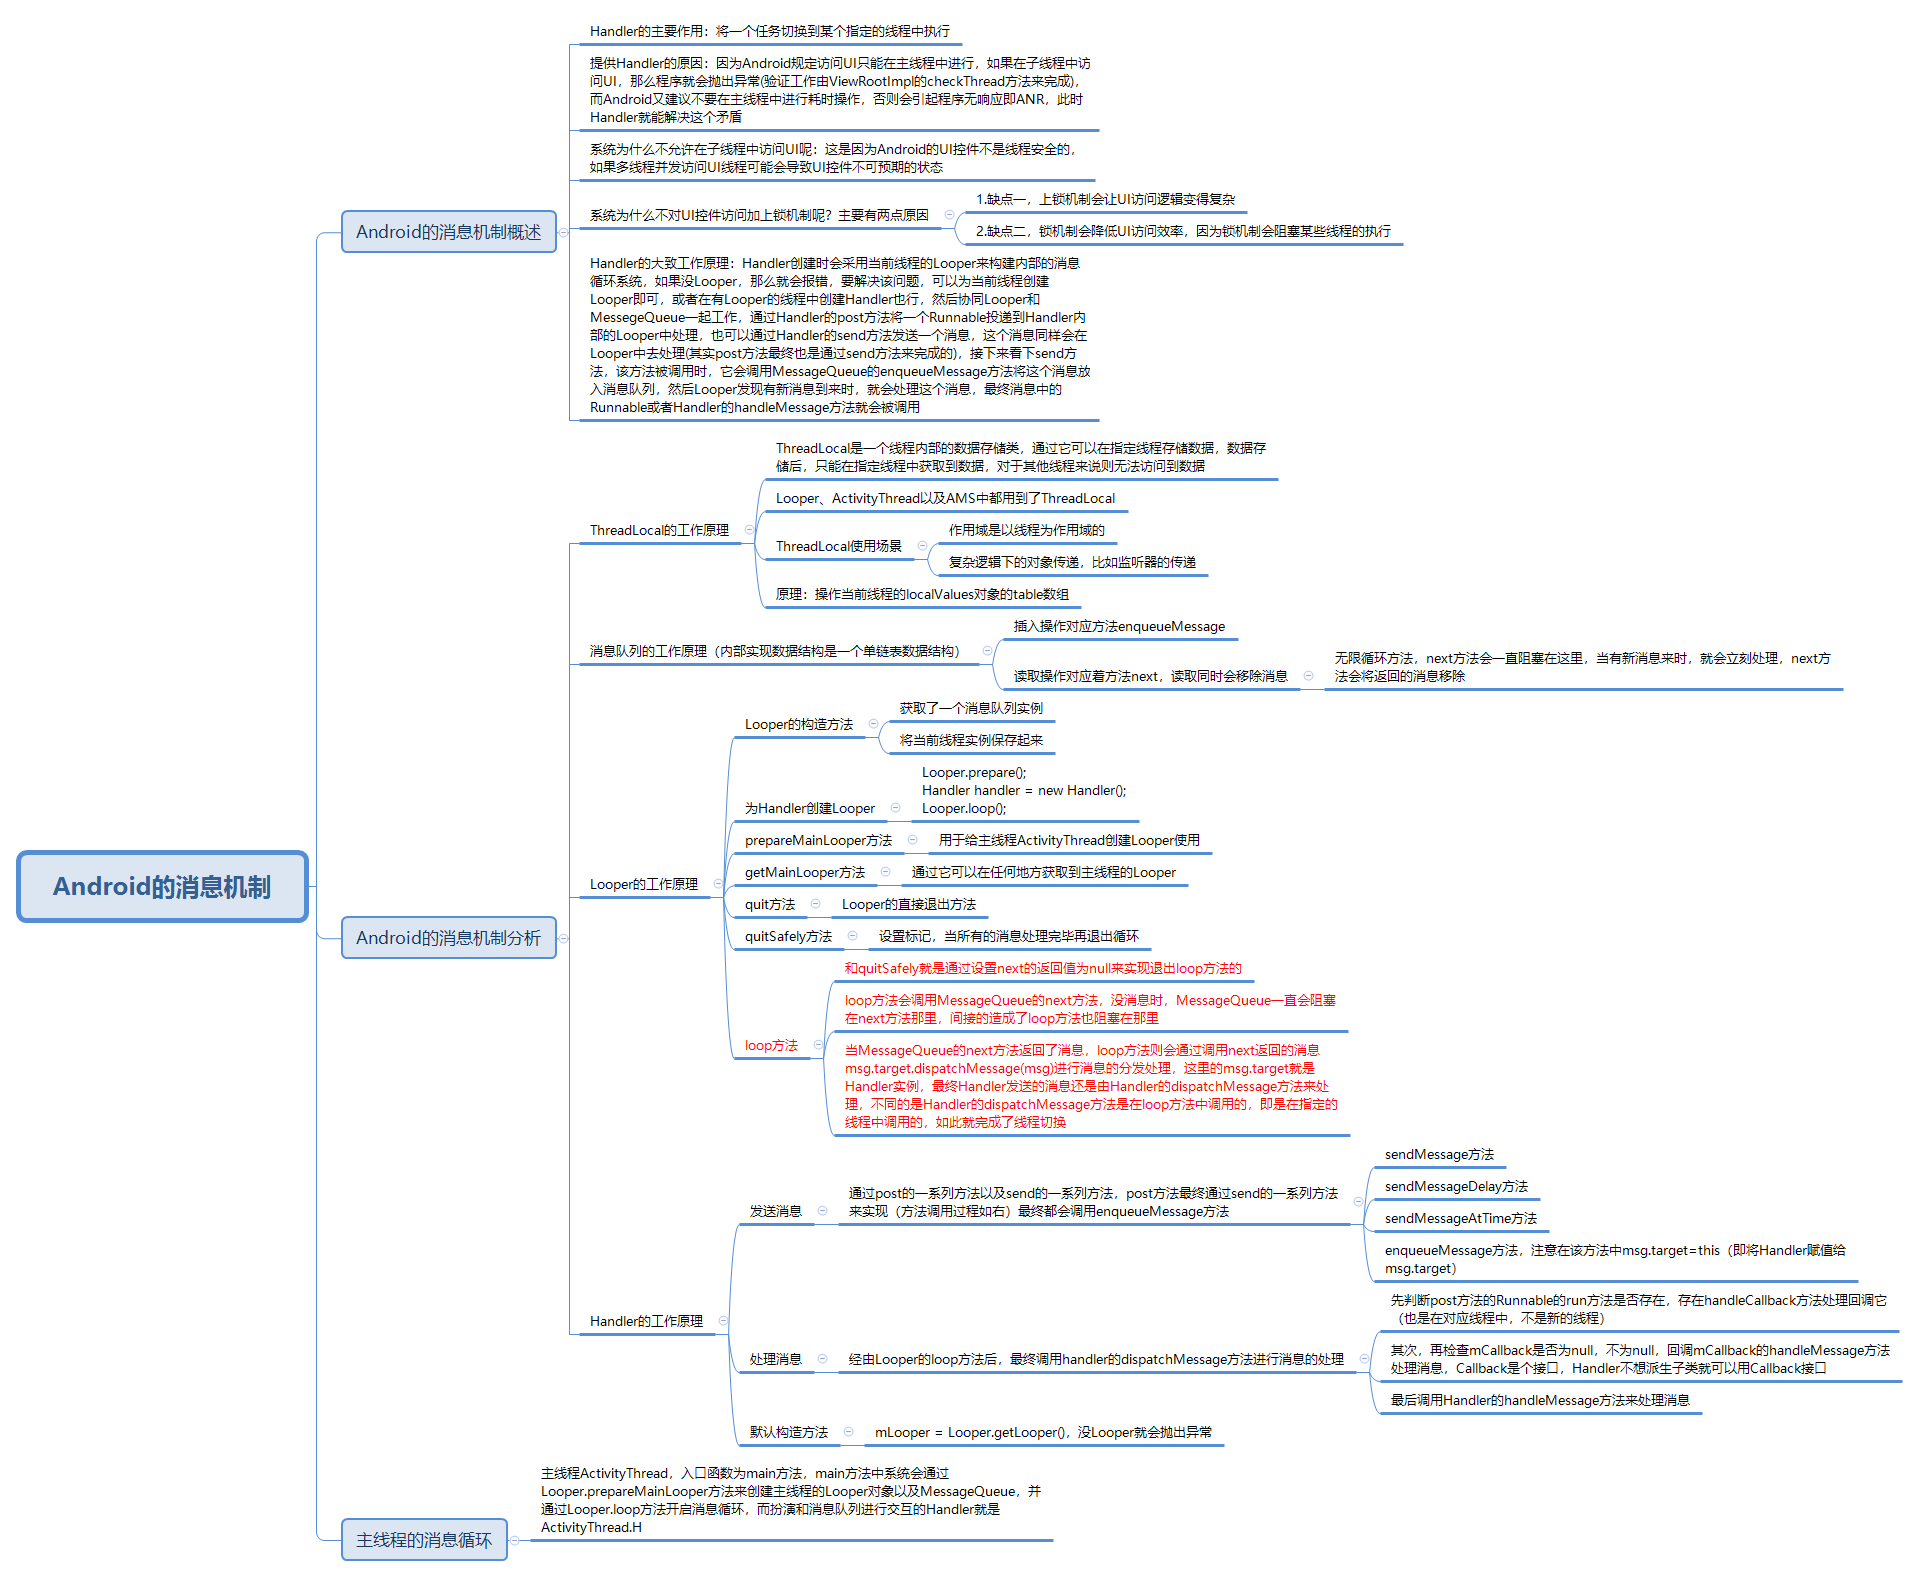 Android的消息机制
Android的消息机制概述
Handler的主要作用：将一个任务切换到某个指定的线程中执行
提供Handler的原因：因为Android规定访问UI只能在主线程中进行，如果在子线程中访
问UI，那么程序就会抛出异常(验证工作由ViewRootImpl的checkThread方法来完成)，
而Android又建议不要在主线程中进行耗时操作，否则会引起程序无响应即ANR，此时
Handler就能解决这个矛盾
系统为什么不允许在子线程中访问UI呢：这是因为Android的UI控件不是线程安全的，
如果多线程并发访问UI线程可能会导致UI控件不可预期的状态
系统为什么不对UI控件访问加上锁机制呢？主要有两点原因
1.缺点一，上锁机制会让UI访问逻辑变得复杂
2.缺点二，锁机制会降低UI访问效率，因为锁机制会阻塞某些线程的执行
Handler的大致工作原理：Handler创建时会采用当前线程的Looper来构建内部的消息
循环系统，如果没Looper，那么就会报错，要解决该问题，可以为当前线程创建
Looper即可，或者在有Looper的线程中创建Handler也行，然后协同Looper和
MessegeQueue一起工作，通过Handler的post方法将一个Runnable投递到Handler内
部的Looper中处理，也可以通过Handler的send方法发送一个消息，这个消息同样会在
Looper中去处理(其实post方法最终也是通过send方法来完成的)，接下来看下send方
法，该方法被调用时，它会调用MessageQueue的enqueueMessage方法将这个消息放
入消息队列，然后Looper发现有新消息到来时，就会处理这个消息，最终消息中的
Runnable或者Handler的handleMessage方法就会被调用
Android的消息机制分析
ThreadLocal的工作原理
ThreadLocal是一个线程内部的数据存储类，通过它可以在指定线程存储数据，数据存
储后，只能在指定线程中获取到数据，对于其他线程来说则无法访问到数据
Looper、ActivityThread以及AMS中都用到了ThreadLocal
ThreadLocal使用场景
作用域是以线程为作用域的
复杂逻辑下的对象传递，比如监听器的传递
原理：操作当前线程的localValues对象的table数组
消息队列的工作原理（内部实现数据结构是一个单链表数据结构）
插入操作对应方法enqueueMessage
读取操作对应着方法next，读取同时会移除消息
无限循环方法，next方法会一直阻塞在这里，当有新消息来时，就会立刻处理，next方
法会将返回的消息移除
Looper的工作原理
Looper的构造方法
获取了一个消息队列实例
将当前线程实例保存起来
为Handler创建Looper
Looper.prepare();
Handler handler = new Handler();
Looper.loop();
prepareMainLooper方法
用于给主线程ActivityThread创建Looper使用
getMainLooper方法
通过它可以在任何地方获取到主线程的Looper
quit方法
Looper的直接退出方法
quitSafely方法
设置标记，当所有的消息处理完毕再退出循环
loop方法
和quitSafely就是通过设置next的返回值为null来实现退出loop方法的
loop方法会调用MessageQueue的next方法，没消息时，MessageQueue一直会阻塞
在next方法那里，间接的造成了loop方法也阻塞在那里
当MessageQueue的next方法返回了消息，loop方法则会通过调用next返回的消息
msg.target.dispatchMessage(msg)进行消息的分发处理，这里的msg.target就是
Handler实例，最终Handler发送的消息还是由Handler的dispatchMessage方法来处
理，不同的是Handler的dispatchMessage方法是在loop方法中调用的，即是在指定的
线程中调用的，如此就完成了线程切换
Handler的工作原理
发送消息
通过post的一系列方法以及send的一系列方法，post方法最终通过send的一系列方法
来实现（方法调用过程如右）最终都会调用enqueueMessage方法
sendMessage方法
sendMessageDelay方法
sendMessageAtTime方法
enqueueMessage方法，注意在该方法中msg.target=this（即将Handler赋值给
msg.target）
处理消息
经由Looper的loop方法后，最终调用handler的dispatchMessage方法进行消息的处理
先判断post方法的Runnable的run方法是否存在，存在handleCallback方法处理回调它
（也是在对应线程中，不是新的线程）
其次，再检查mCallback是否为null，不为null，回调mCallback的handleMessage方法
处理消息，Callback是个接口，Handler不想派生子类就可以用Callback接口
最后调用Handler的handleMessage方法来处理消息
默认构造方法
mLooper = Looper.getLooper()，没Looper就会抛出异常
主线程的消息循环
主线程ActivityThread，入口函数为main方法，main方法中系统会通过
Looper.prepareMainLooper方法来创建主线程的Looper对象以及MessageQueue，并
通过Looper.loop方法开启消息循环，而扮演和消息队列进行交互的Handler就是
ActivityThread.H